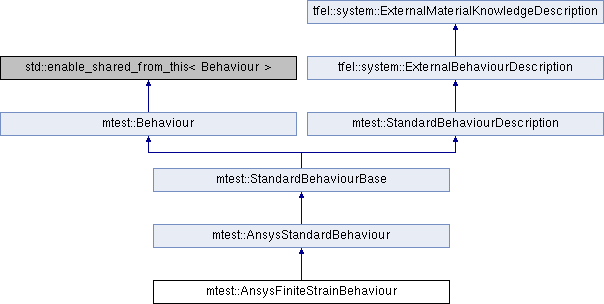 tfel::system::ExternalMaterialKnowledgeDescription
std::enable_shared_from_this< Behaviour >
tfel::system::ExternalBehaviourDescription
mtest::Behaviour
mtest::StandardBehaviourDescription
mtest::StandardBehaviourBase
mtest::AnsysStandardBehaviour
mtest::AnsysFiniteStrainBehaviour